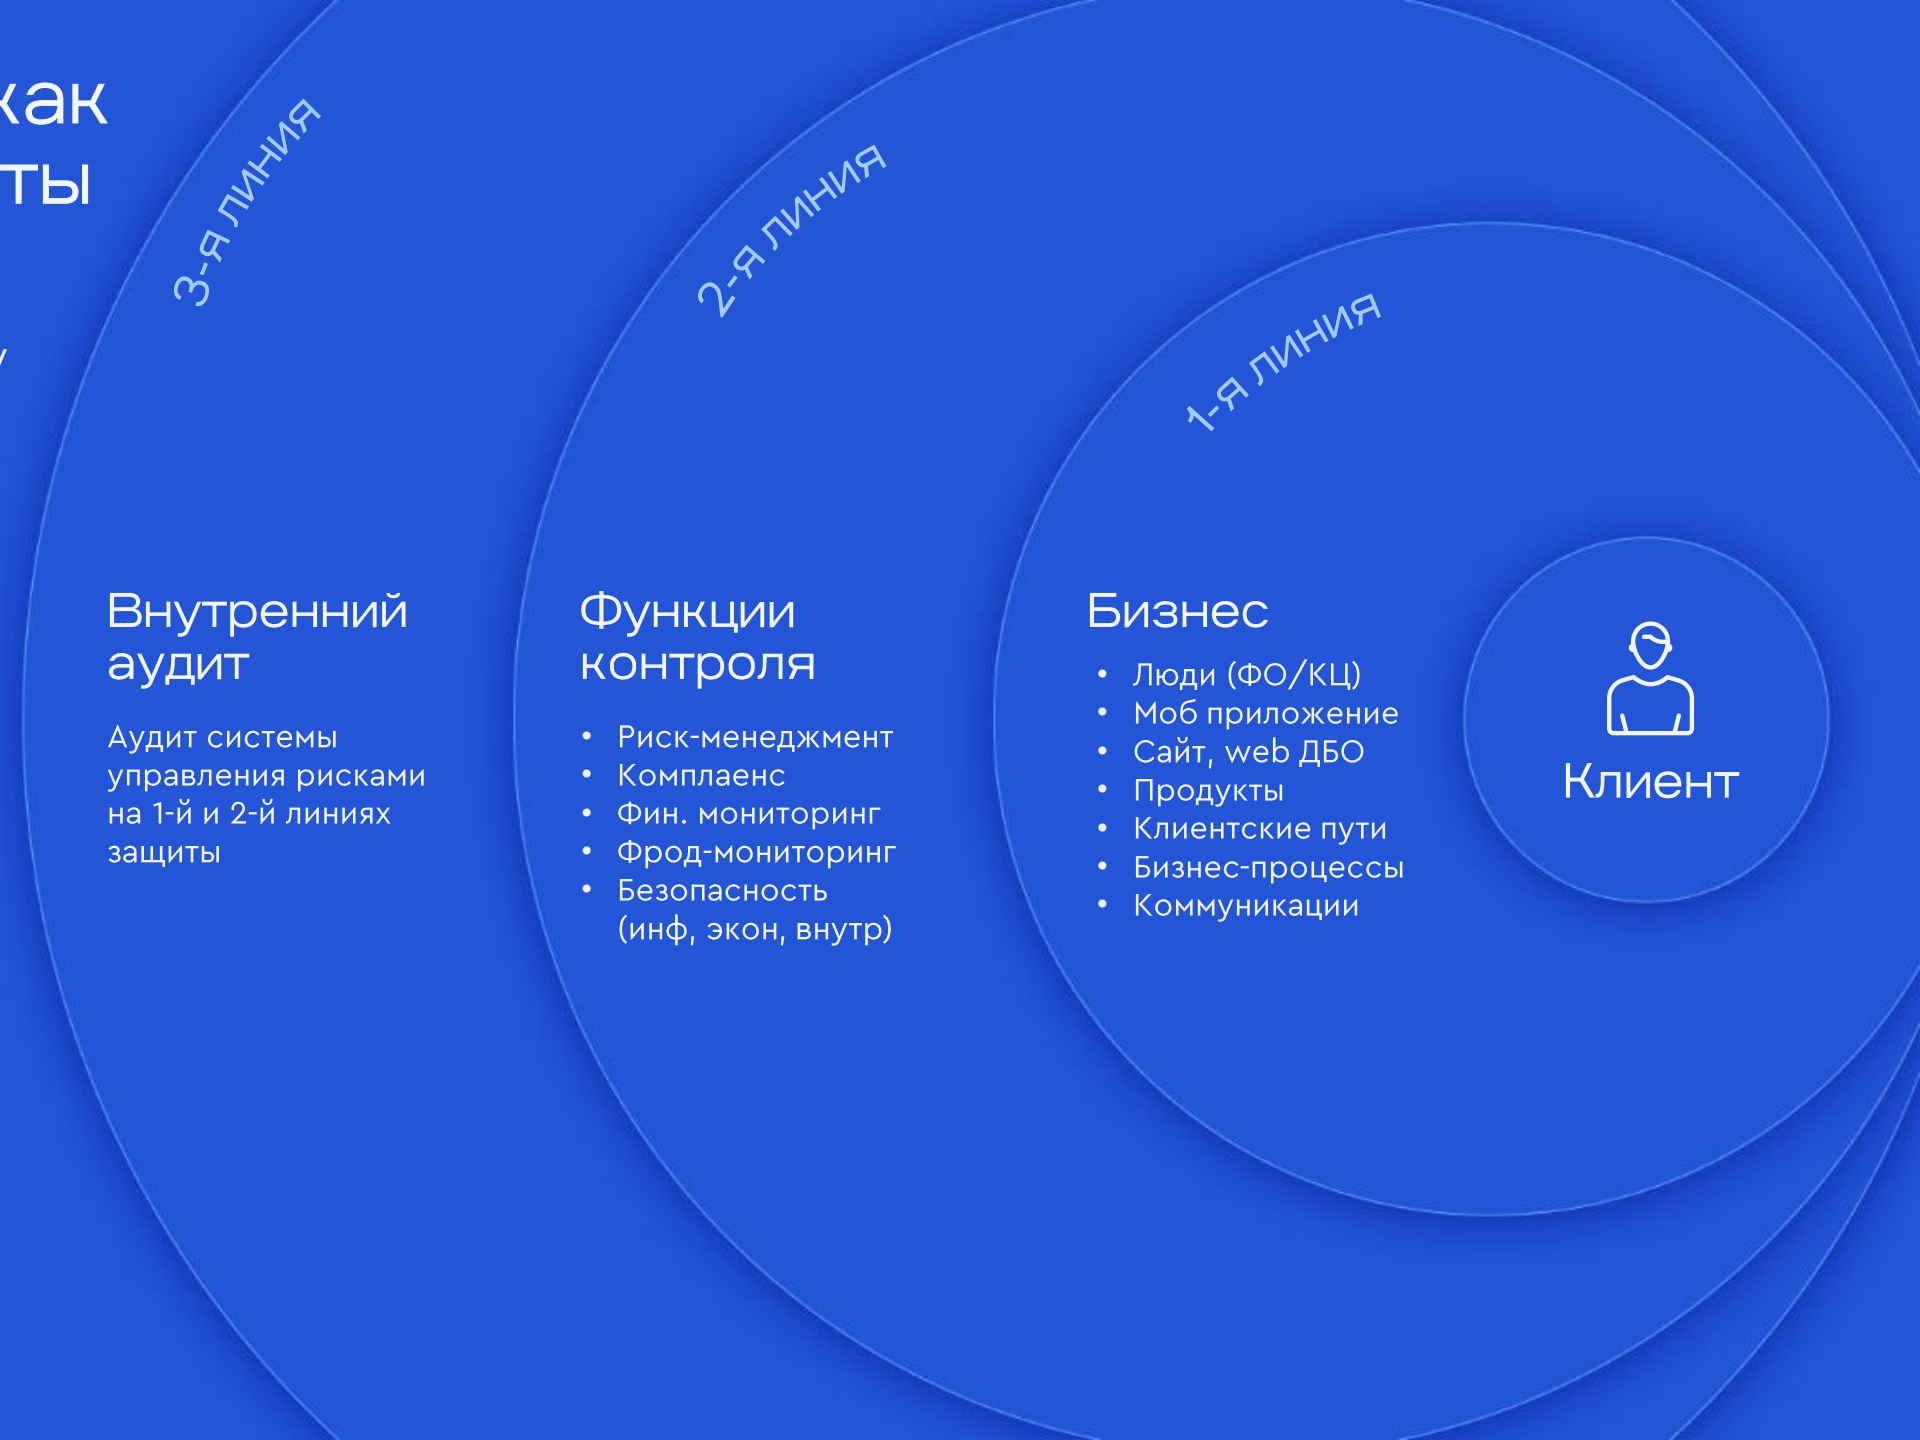 как
ты
у
3-я линия
2-я линия
1-я линия
Внутренний
аудит
Аудит системы
управления рисками
на 1-й и 2-й линиях
защиты
Функции
контроля
• Риск-менеджмент
• Комплаенс
• Фин. мониторинг
• Фрод-мониторинг
• Безопасность
(инф, экон, внутр)
Бизнес
• Люди (ФО/КЦ)
• Моб приложение
• Сайт, web ДБО
• Продукты
• Клиентские пути
• Бизнес-процессы
• Коммуникации
Клиент